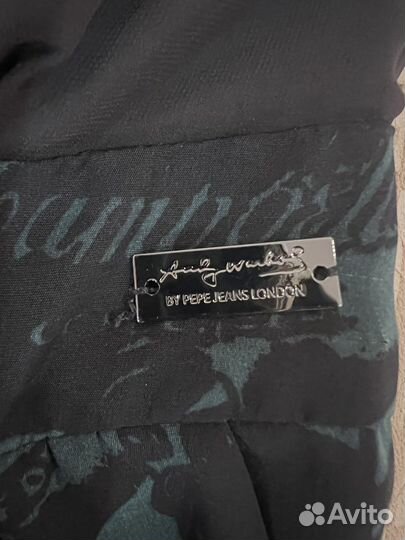 Andy Warhol
BY PEPE JEANS LONDON
Avito